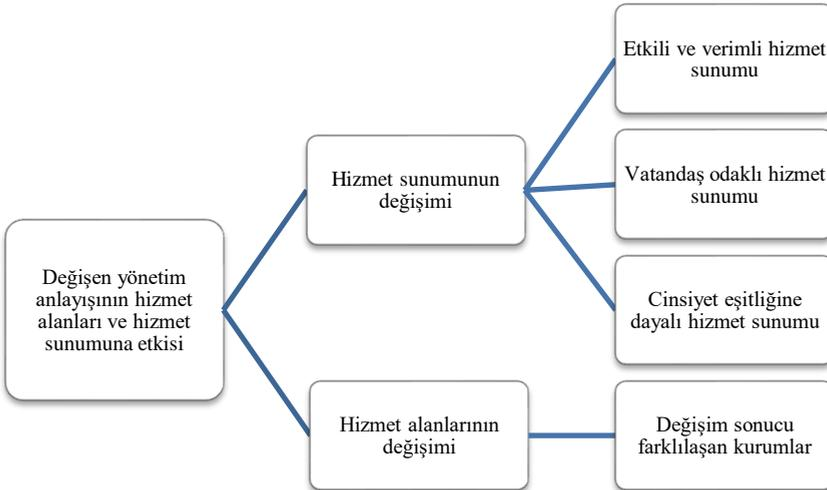 Değişen yönetim
anlayışının hizmet
alanları ve hizmet
sunumuna etkisi
Hizmet sunumunun
değişimi
Etkili ve verimli hizmet
sunumu
Vatandaş odaklı hizmet
sunumu
Cinsiyet eşitliğine
dayalı hizmet sunumu
Hizmet alanlarının
değişimi
Değişim sonucu
farklılaşan kurumlar